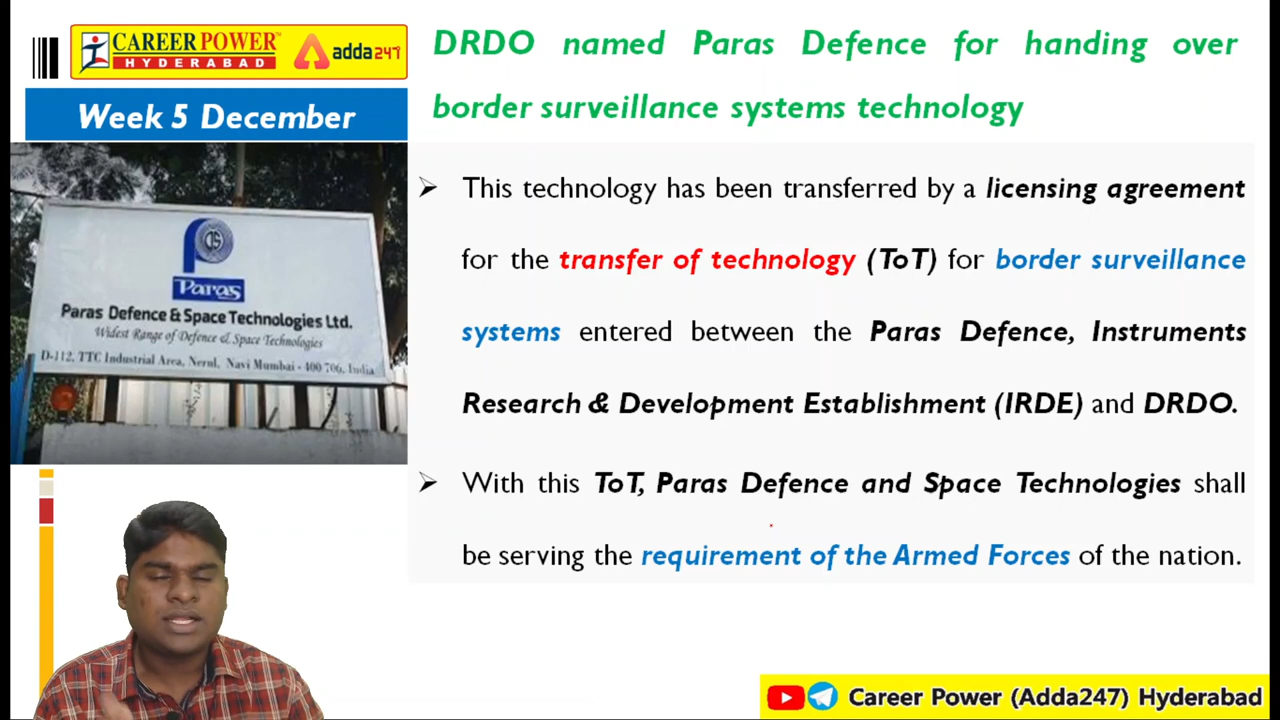 CAREER POWER
HYDERABAD
adda247
Week 5 December
DRDO named Paras Defence for handing over
border surveillance systems technology
Paras
Paras Defence & Space Technologies Ltd.
Widest Range of Defence & Space Technologies
D-112, TTC Industrial Area, Nerul, Navi Mumbai - 400 706, India
➢ This technology has been transferred by a licensing agreement
for the transfer of technology (ToT) for border surveillance
systems entered between the Paras Defence, Instruments
Research & Development Establishment (IRDE) and DRDO.
➢ With this ToT, Paras Defence and Space Technologies shall
be serving the requirement of the Armed Forces of the nation.
Career Power (Adda247) Hyderabad